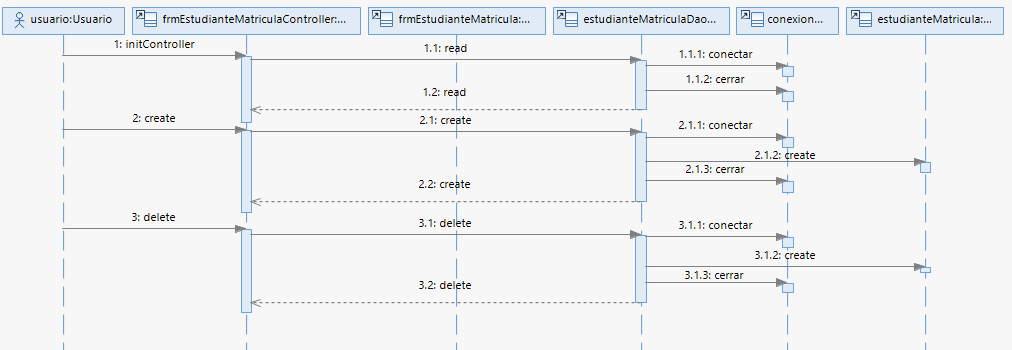 usuario:Usuario
frmEstudianteMatriculaController:...
frmEstudianteMatricula:...
estudianteMatriculaDao...
conexion...
estudianteMatricula:...
1: initController
1.1: read
1.1.1: conectar
1.1.2: cerrar
1.2: read
2: create
2.1: create
2.1.1: conectar
2.1.2: create
2.1.3: cerrar
2.2: create
3: delete
3.1: delete
3.1.1: conectar
3.1.2: create
3.1.3: cerrar
3.2: delete